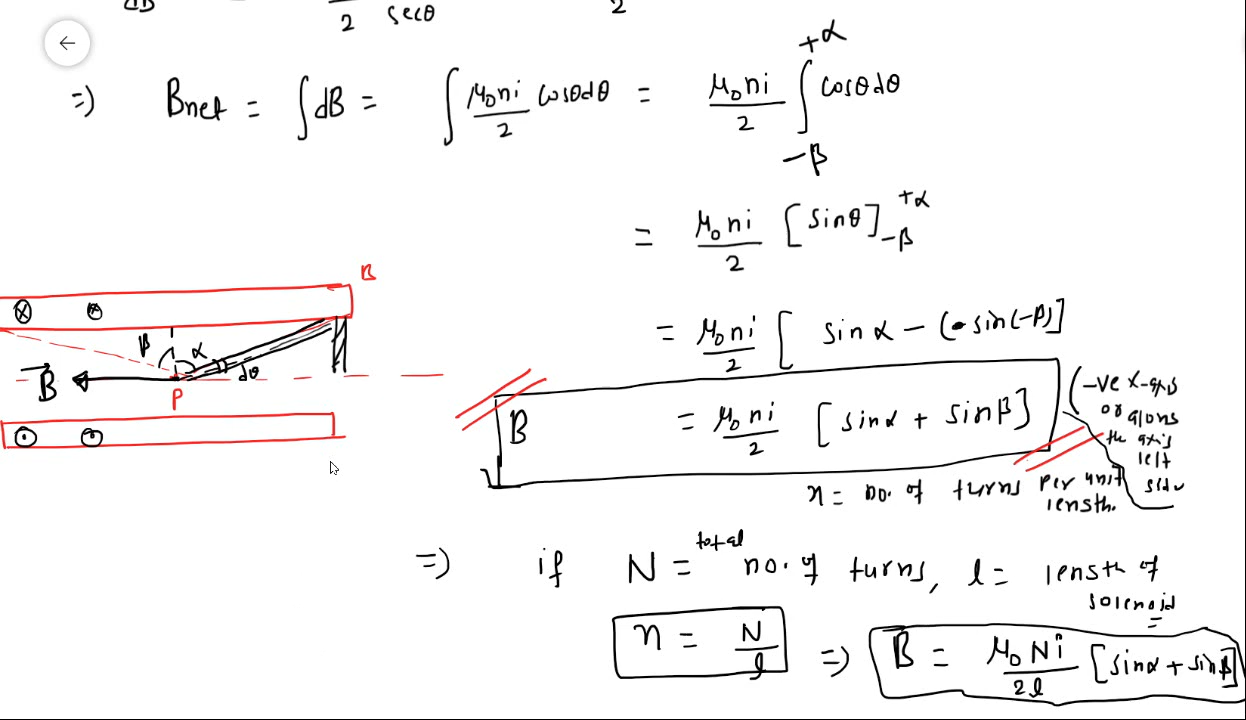 2 secθ 2
=) Bnet = ∫dB = ∫ μ₀ni/2 cosθdθ = μ₀ni/2 ∫ cosθdθ +α −β
= μ₀ni/2 [sinθ] +α −β
B
β α dθ
B⃗ P
= μ₀ni/2 [ sinα − (sin(−β)]
B = μ₀ni/2 [sinα + sinβ]
(−ve x-axis
or along
the axis
left
side
n = no. of turns per unit
length.
=) if N = total no. of turns, l = length of
solenoid
n = N/l =) B = μ₀Ni/2l [sinα + sinβ]